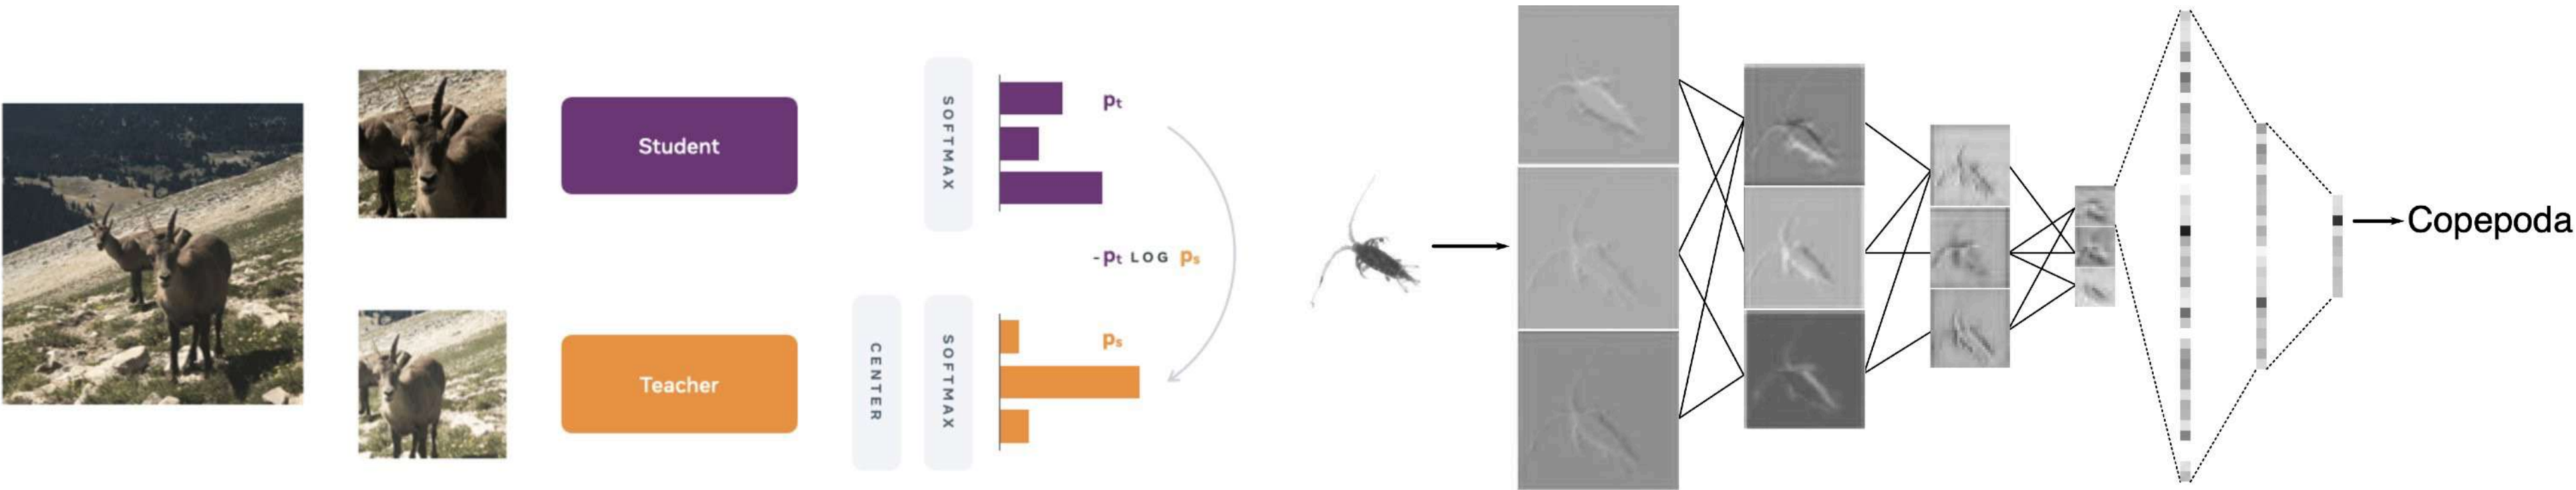 Student
SOFTMAX
pt
-pt LOG ps
Teacher
CENTER
SOFTMAX
ps
Copepoda